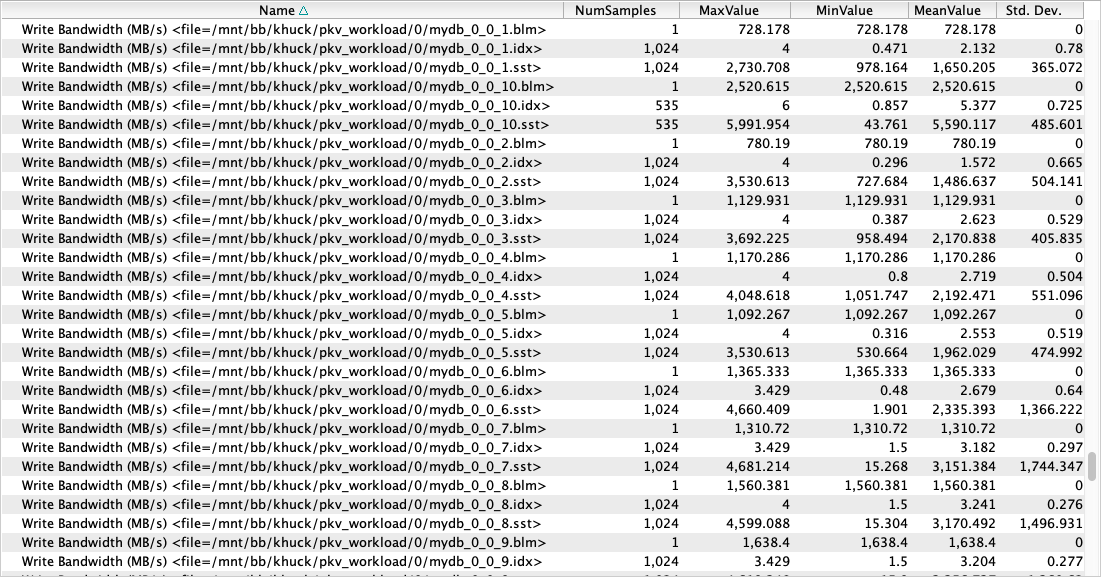 Name △ NumSamples MaxValue MinValue MeanValue Std. Dev.
Write Bandwidth (MB/s) <file=/mnt/bb/khuck/pkv_workload/0/mydb_0_0_1.blm> 1 728.178 728.178 728.178 0
Write Bandwidth (MB/s) <file=/mnt/bb/khuck/pkv_workload/0/mydb_0_0_1.idx> 1,024 4 0.471 2.132 0.78
Write Bandwidth (MB/s) <file=/mnt/bb/khuck/pkv_workload/0/mydb_0_0_1.sst> 1,024 2,730.708 978.164 1,650.205 365.072
Write Bandwidth (MB/s) <file=/mnt/bb/khuck/pkv_workload/0/mydb_0_0_10.blm> 1 2,520.615 2,520.615 2,520.615 0
Write Bandwidth (MB/s) <file=/mnt/bb/khuck/pkv_workload/0/mydb_0_0_10.idx> 535 6 0.857 5.377 0.725
Write Bandwidth (MB/s) <file=/mnt/bb/khuck/pkv_workload/0/mydb_0_0_10.sst> 535 5,991.954 43.761 5,590.117 485.601
Write Bandwidth (MB/s) <file=/mnt/bb/khuck/pkv_workload/0/mydb_0_0_2.blm> 1 780.19 780.19 780.19 0
Write Bandwidth (MB/s) <file=/mnt/bb/khuck/pkv_workload/0/mydb_0_0_2.idx> 1,024 4 0.296 1.572 0.665
Write Bandwidth (MB/s) <file=/mnt/bb/khuck/pkv_workload/0/mydb_0_0_2.sst> 1,024 3,530.613 727.684 1,486.637 504.141
Write Bandwidth (MB/s) <file=/mnt/bb/khuck/pkv_workload/0/mydb_0_0_3.blm> 1 1,129.931 1,129.931 1,129.931 0
Write Bandwidth (MB/s) <file=/mnt/bb/khuck/pkv_workload/0/mydb_0_0_3.idx> 1,024 4 0.387 2.623 0.529
Write Bandwidth (MB/s) <file=/mnt/bb/khuck/pkv_workload/0/mydb_0_0_3.sst> 1,024 3,692.225 958.494 2,170.838 405.835
Write Bandwidth (MB/s) <file=/mnt/bb/khuck/pkv_workload/0/mydb_0_0_4.blm> 1 1,170.286 1,170.286 1,170.286 0
Write Bandwidth (MB/s) <file=/mnt/bb/khuck/pkv_workload/0/mydb_0_0_4.idx> 1,024 4 0.8 2.719 0.504
Write Bandwidth (MB/s) <file=/mnt/bb/khuck/pkv_workload/0/mydb_0_0_4.sst> 1,024 4,048.618 1,051.747 2,192.471 551.096
Write Bandwidth (MB/s) <file=/mnt/bb/khuck/pkv_workload/0/mydb_0_0_5.blm> 1 1,092.267 1,092.267 1,092.267 0
Write Bandwidth (MB/s) <file=/mnt/bb/khuck/pkv_workload/0/mydb_0_0_5.idx> 1,024 4 0.316 2.553 0.519
Write Bandwidth (MB/s) <file=/mnt/bb/khuck/pkv_workload/0/mydb_0_0_5.sst> 1,024 3,530.613 530.664 1,962.029 474.992
Write Bandwidth (MB/s) <file=/mnt/bb/khuck/pkv_workload/0/mydb_0_0_6.blm> 1 1,365.333 1,365.333 1,365.333 0
Write Bandwidth (MB/s) <file=/mnt/bb/khuck/pkv_workload/0/mydb_0_0_6.idx> 1,024 3.429 0.48 2.679 0.64
Write Bandwidth (MB/s) <file=/mnt/bb/khuck/pkv_workload/0/mydb_0_0_6.sst> 1,024 4,660.409 1.901 2,335.393 1,366.222
Write Bandwidth (MB/s) <file=/mnt/bb/khuck/pkv_workload/0/mydb_0_0_7.blm> 1 1,310.72 1,310.72 1,310.72 0
Write Bandwidth (MB/s) <file=/mnt/bb/khuck/pkv_workload/0/mydb_0_0_7.idx> 1,024 3.429 1.5 3.182 0.297
Write Bandwidth (MB/s) <file=/mnt/bb/khuck/pkv_workload/0/mydb_0_0_7.sst> 1,024 4,681.214 15.268 3,151.384 1,744.347
Write Bandwidth (MB/s) <file=/mnt/bb/khuck/pkv_workload/0/mydb_0_0_8.blm> 1 1,560.381 1,560.381 1,560.381 0
Write Bandwidth (MB/s) <file=/mnt/bb/khuck/pkv_workload/0/mydb_0_0_8.idx> 1,024 4 1.5 3.241 0.276
Write Bandwidth (MB/s) <file=/mnt/bb/khuck/pkv_workload/0/mydb_0_0_8.sst> 1,024 4,599.088 15.304 3,170.492 1,496.931
Write Bandwidth (MB/s) <file=/mnt/bb/khuck/pkv_workload/0/mydb_0_0_9.blm> 1 1,638.4 1,638.4 1,638.4 0
Write Bandwidth (MB/s) <file=/mnt/bb/khuck/pkv_workload/0/mydb_0_0_9.idx> 1,024 3.429 1.5 3.204 0.277